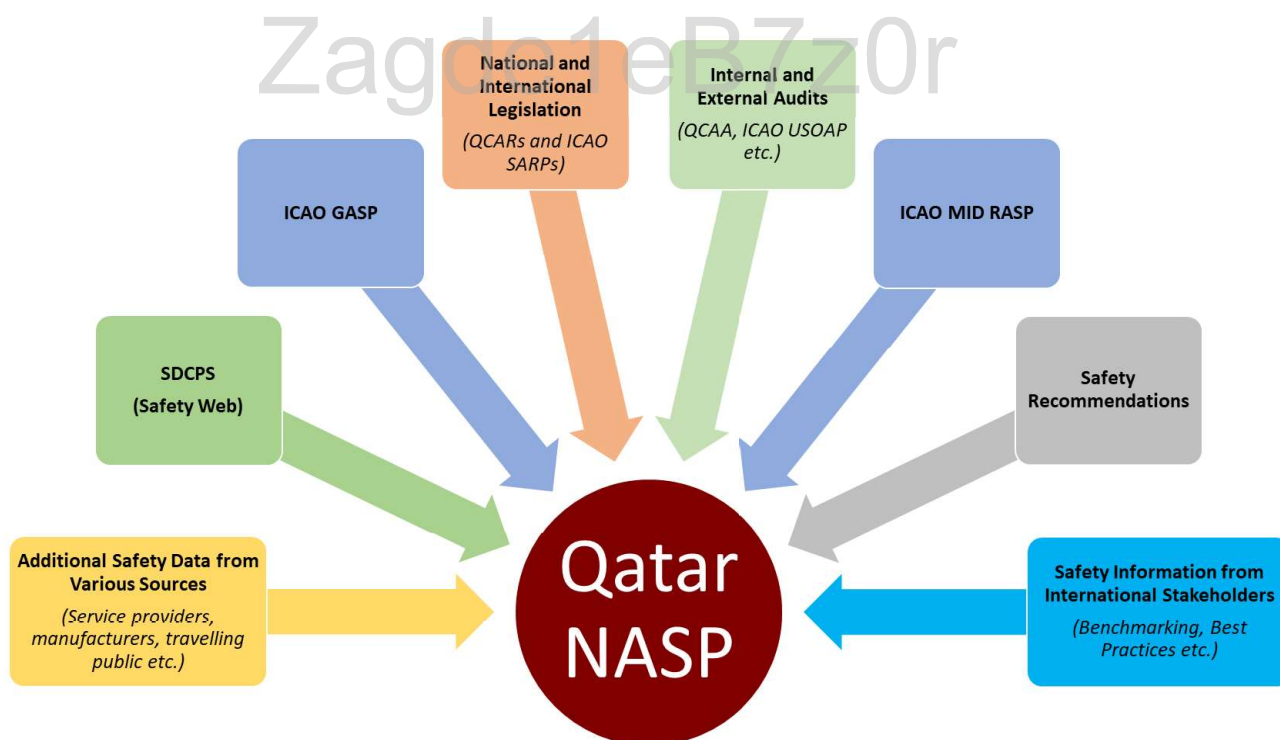 Zagdo1eB7z0r
National and
International
Legislation
(QCARs and ICAO
SARPs)
Internal and
External Audits
(QCAA, ICAO USOAP
etc.)
ICAO GASP
ICAO MID RASP
SDCPS
(Safety Web)
Safety
Recommendations
Additional Safety Data from
Various Sources
(Service providers,
manufacturers, travelling
public etc.)
Safety Information from
International Stakeholders
(Benchmarking, Best
Practices etc.)
Qatar
NASP